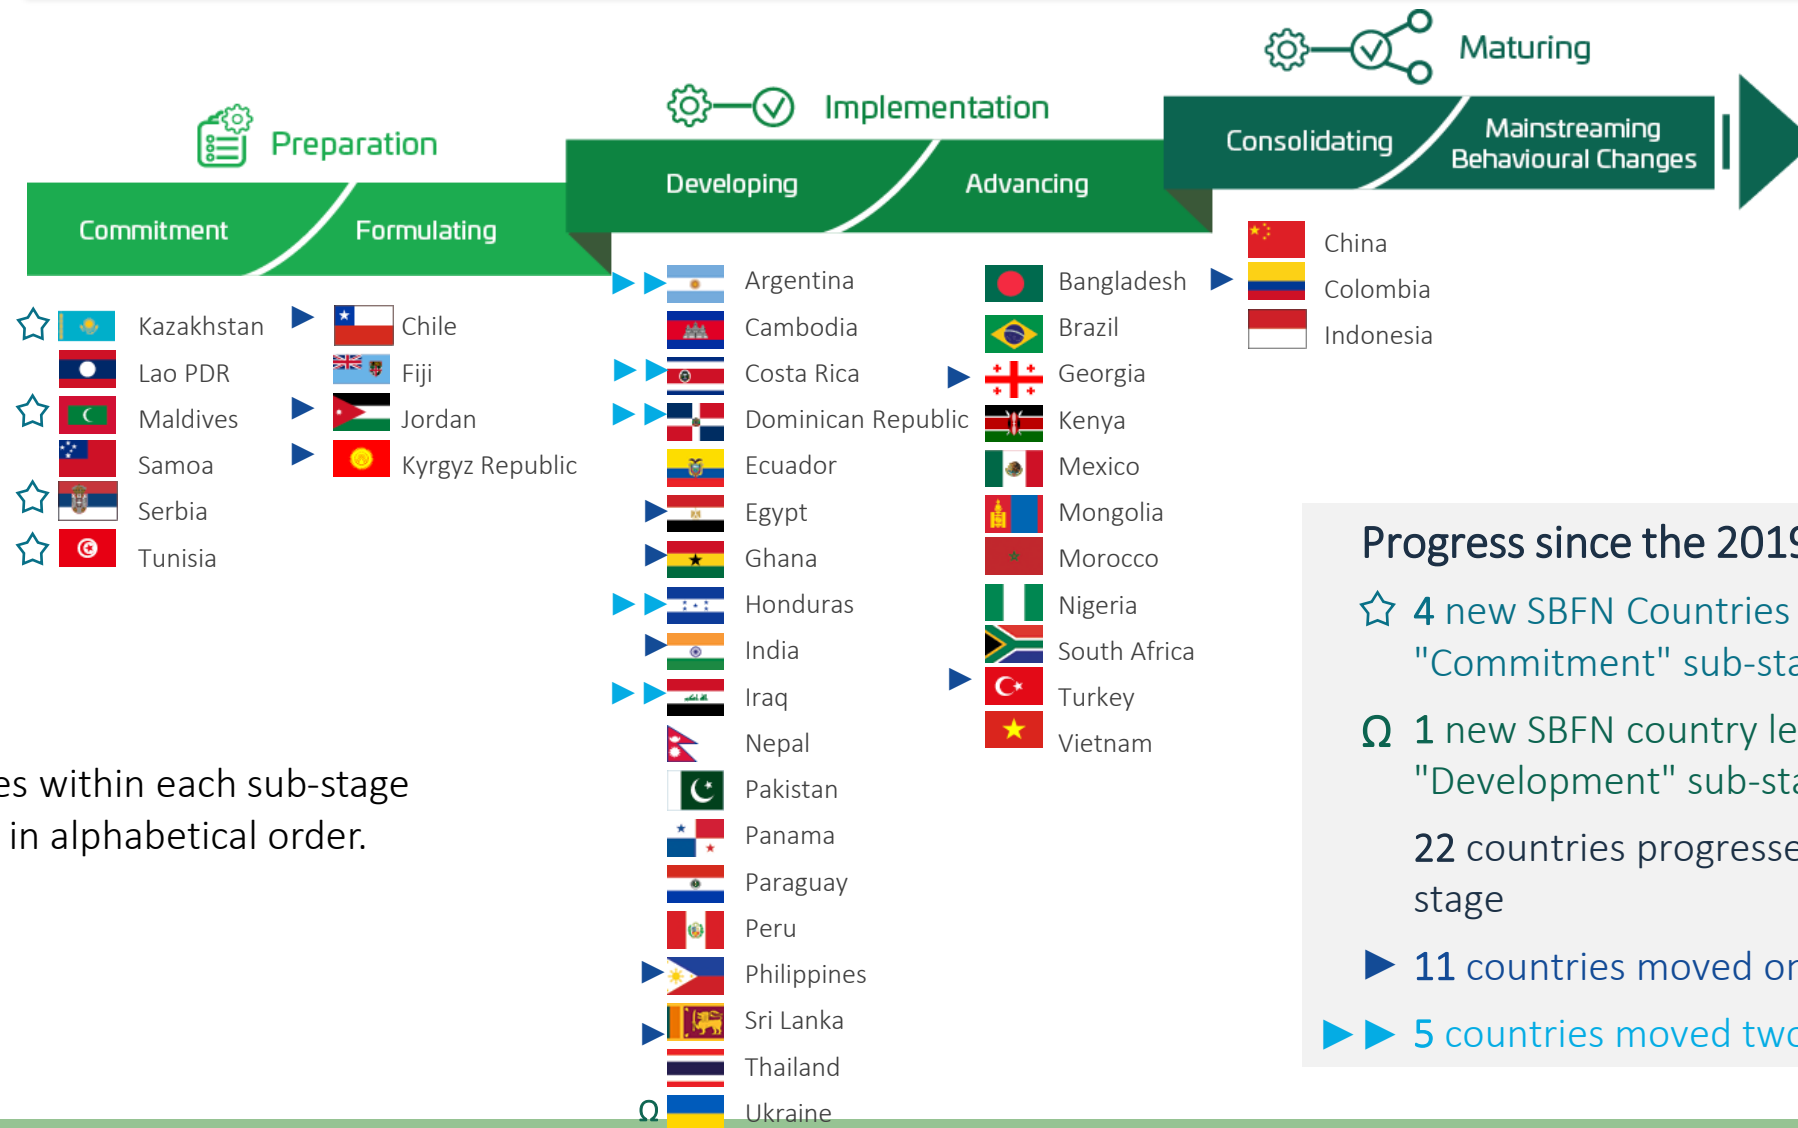 Maturing
Implementation
Preparation
Consolidating
Mainstreaming
Behavioural Changes
Developing
Advancing
Commitment
Formulating
Kazakhstan
Lao PDR
Maldives
Samoa
Serbia
Tunisia
Chile
Fiji
Jordan
Kyrgyz Republic
Argentina
Cambodia
Costa Rica
Dominican Republic
Ecuador
Egypt
Ghana
Honduras
India
Iraq
Nepal
Pakistan
Panama
Paraguay
Peru
Philippines
Sri Lanka
Thailand
Ω Ukraine
Bangladesh
Brazil
Georgia
Kenya
Mexico
Mongolia
Morocco
Nigeria
South Africa
Turkey
Vietnam
China
Colombia
Indonesia
es within each sub-stage
in alphabetical order.
Progress since the 2019
4 new SBFN Countries
"Commitment" sub-sta
Ω 1 new SBFN country le
"Development" sub-sta
22 countries progresse
stage
11 countries moved or
5 countries moved two